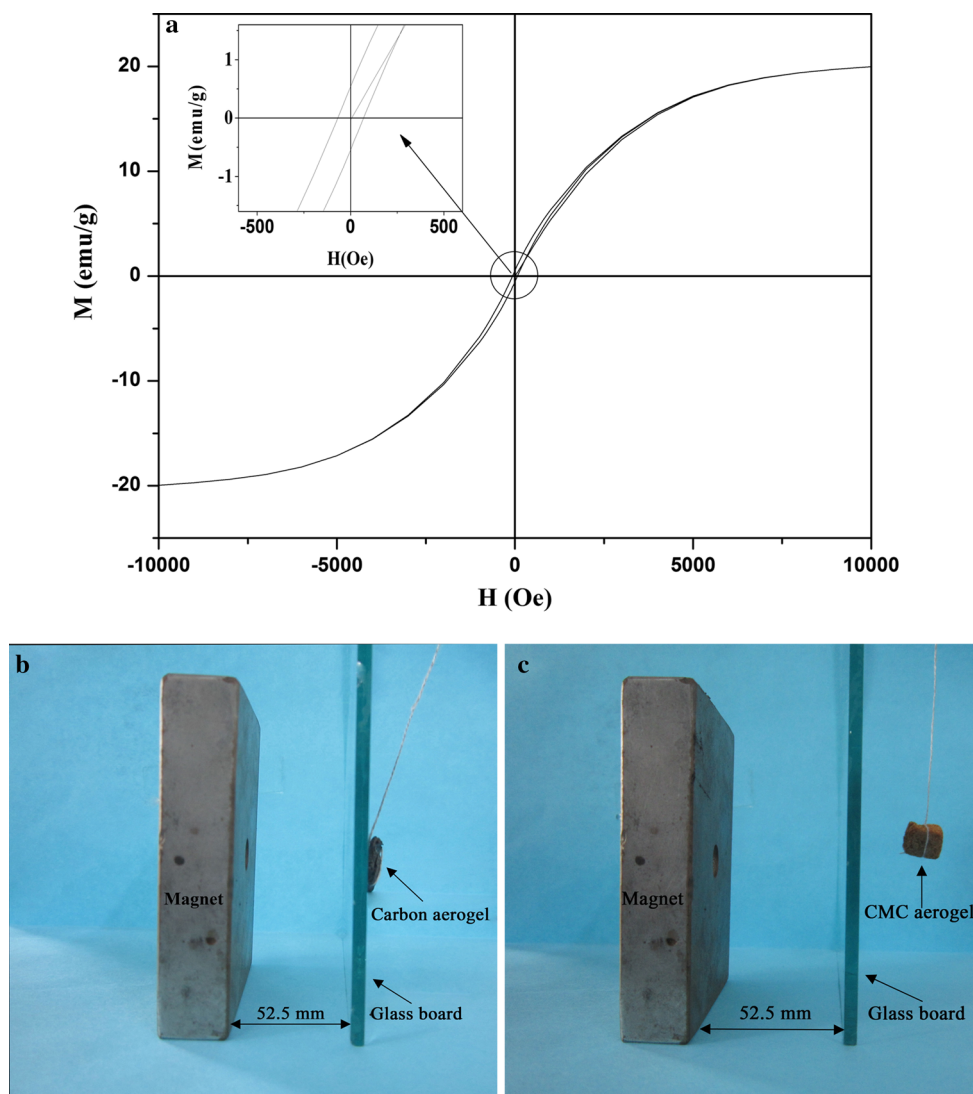 a
M (emu/g)
20
10
0
-10
-20
-10000
-5000
0
5000
10000
H (Oe)
M (emu/g)
1
0
-1
-500
0
500
H(Oe)
b
Magnet
Carbon aerogel
Glass board
52.5 mm
c
Magnet
CMC aerogel
Glass board
52.5 mm